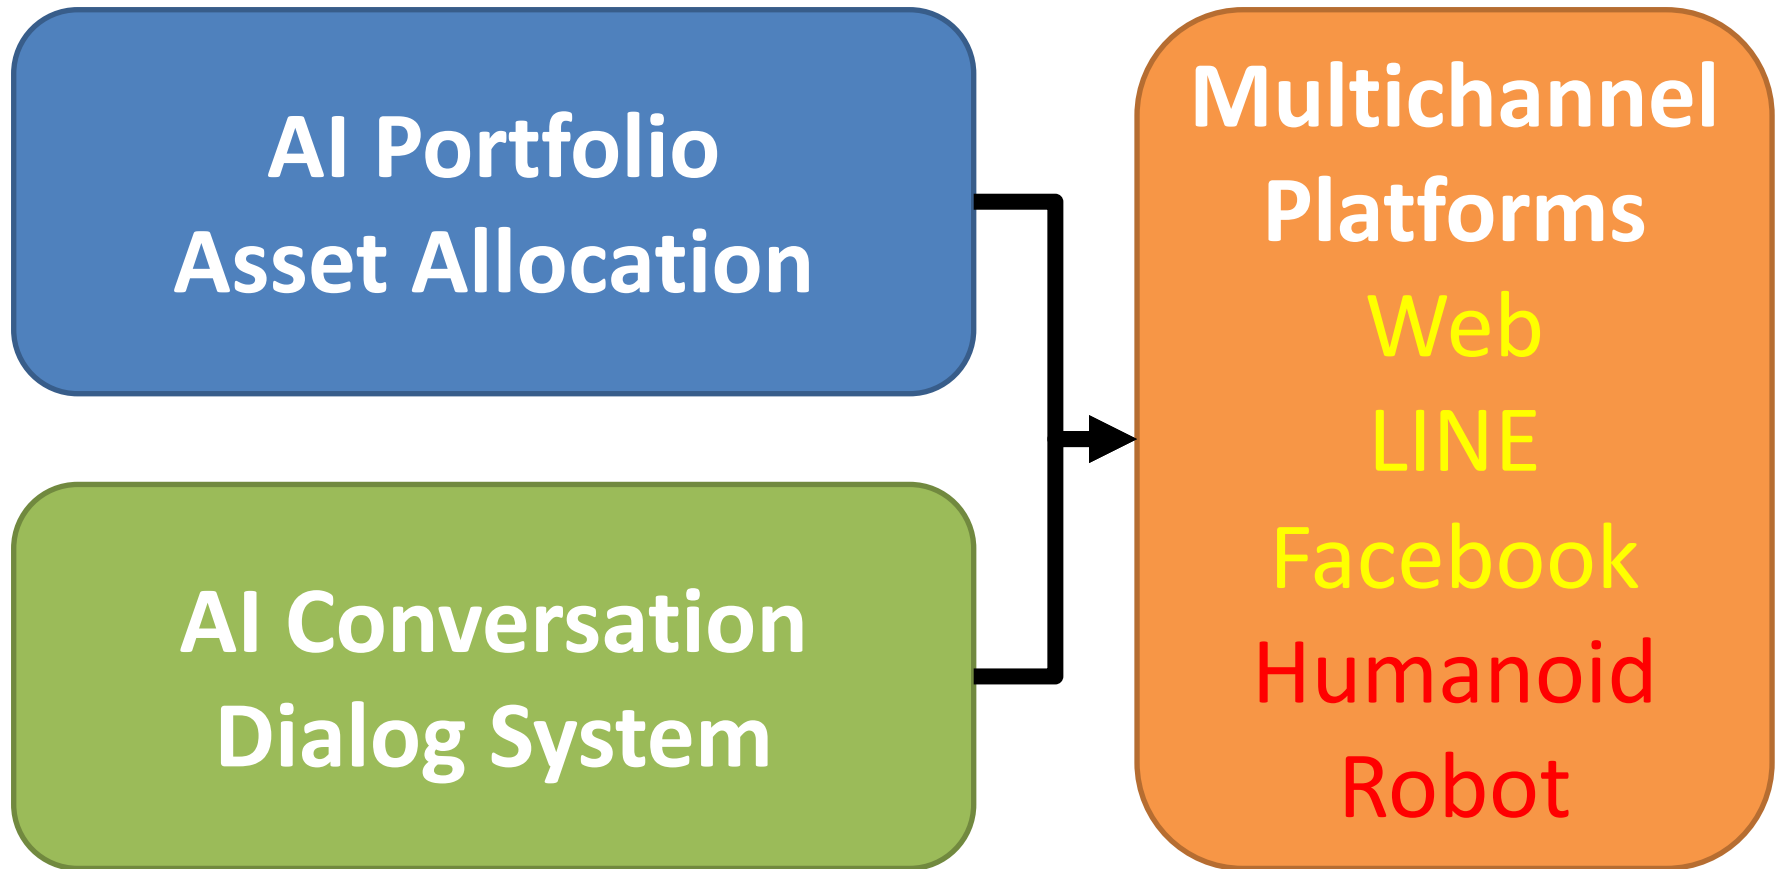 AI Portfolio
Asset Allocation
AI Conversation
Dialog System
Multichannel
Platforms
Web
LINE
Facebook
Humanoid
Robot